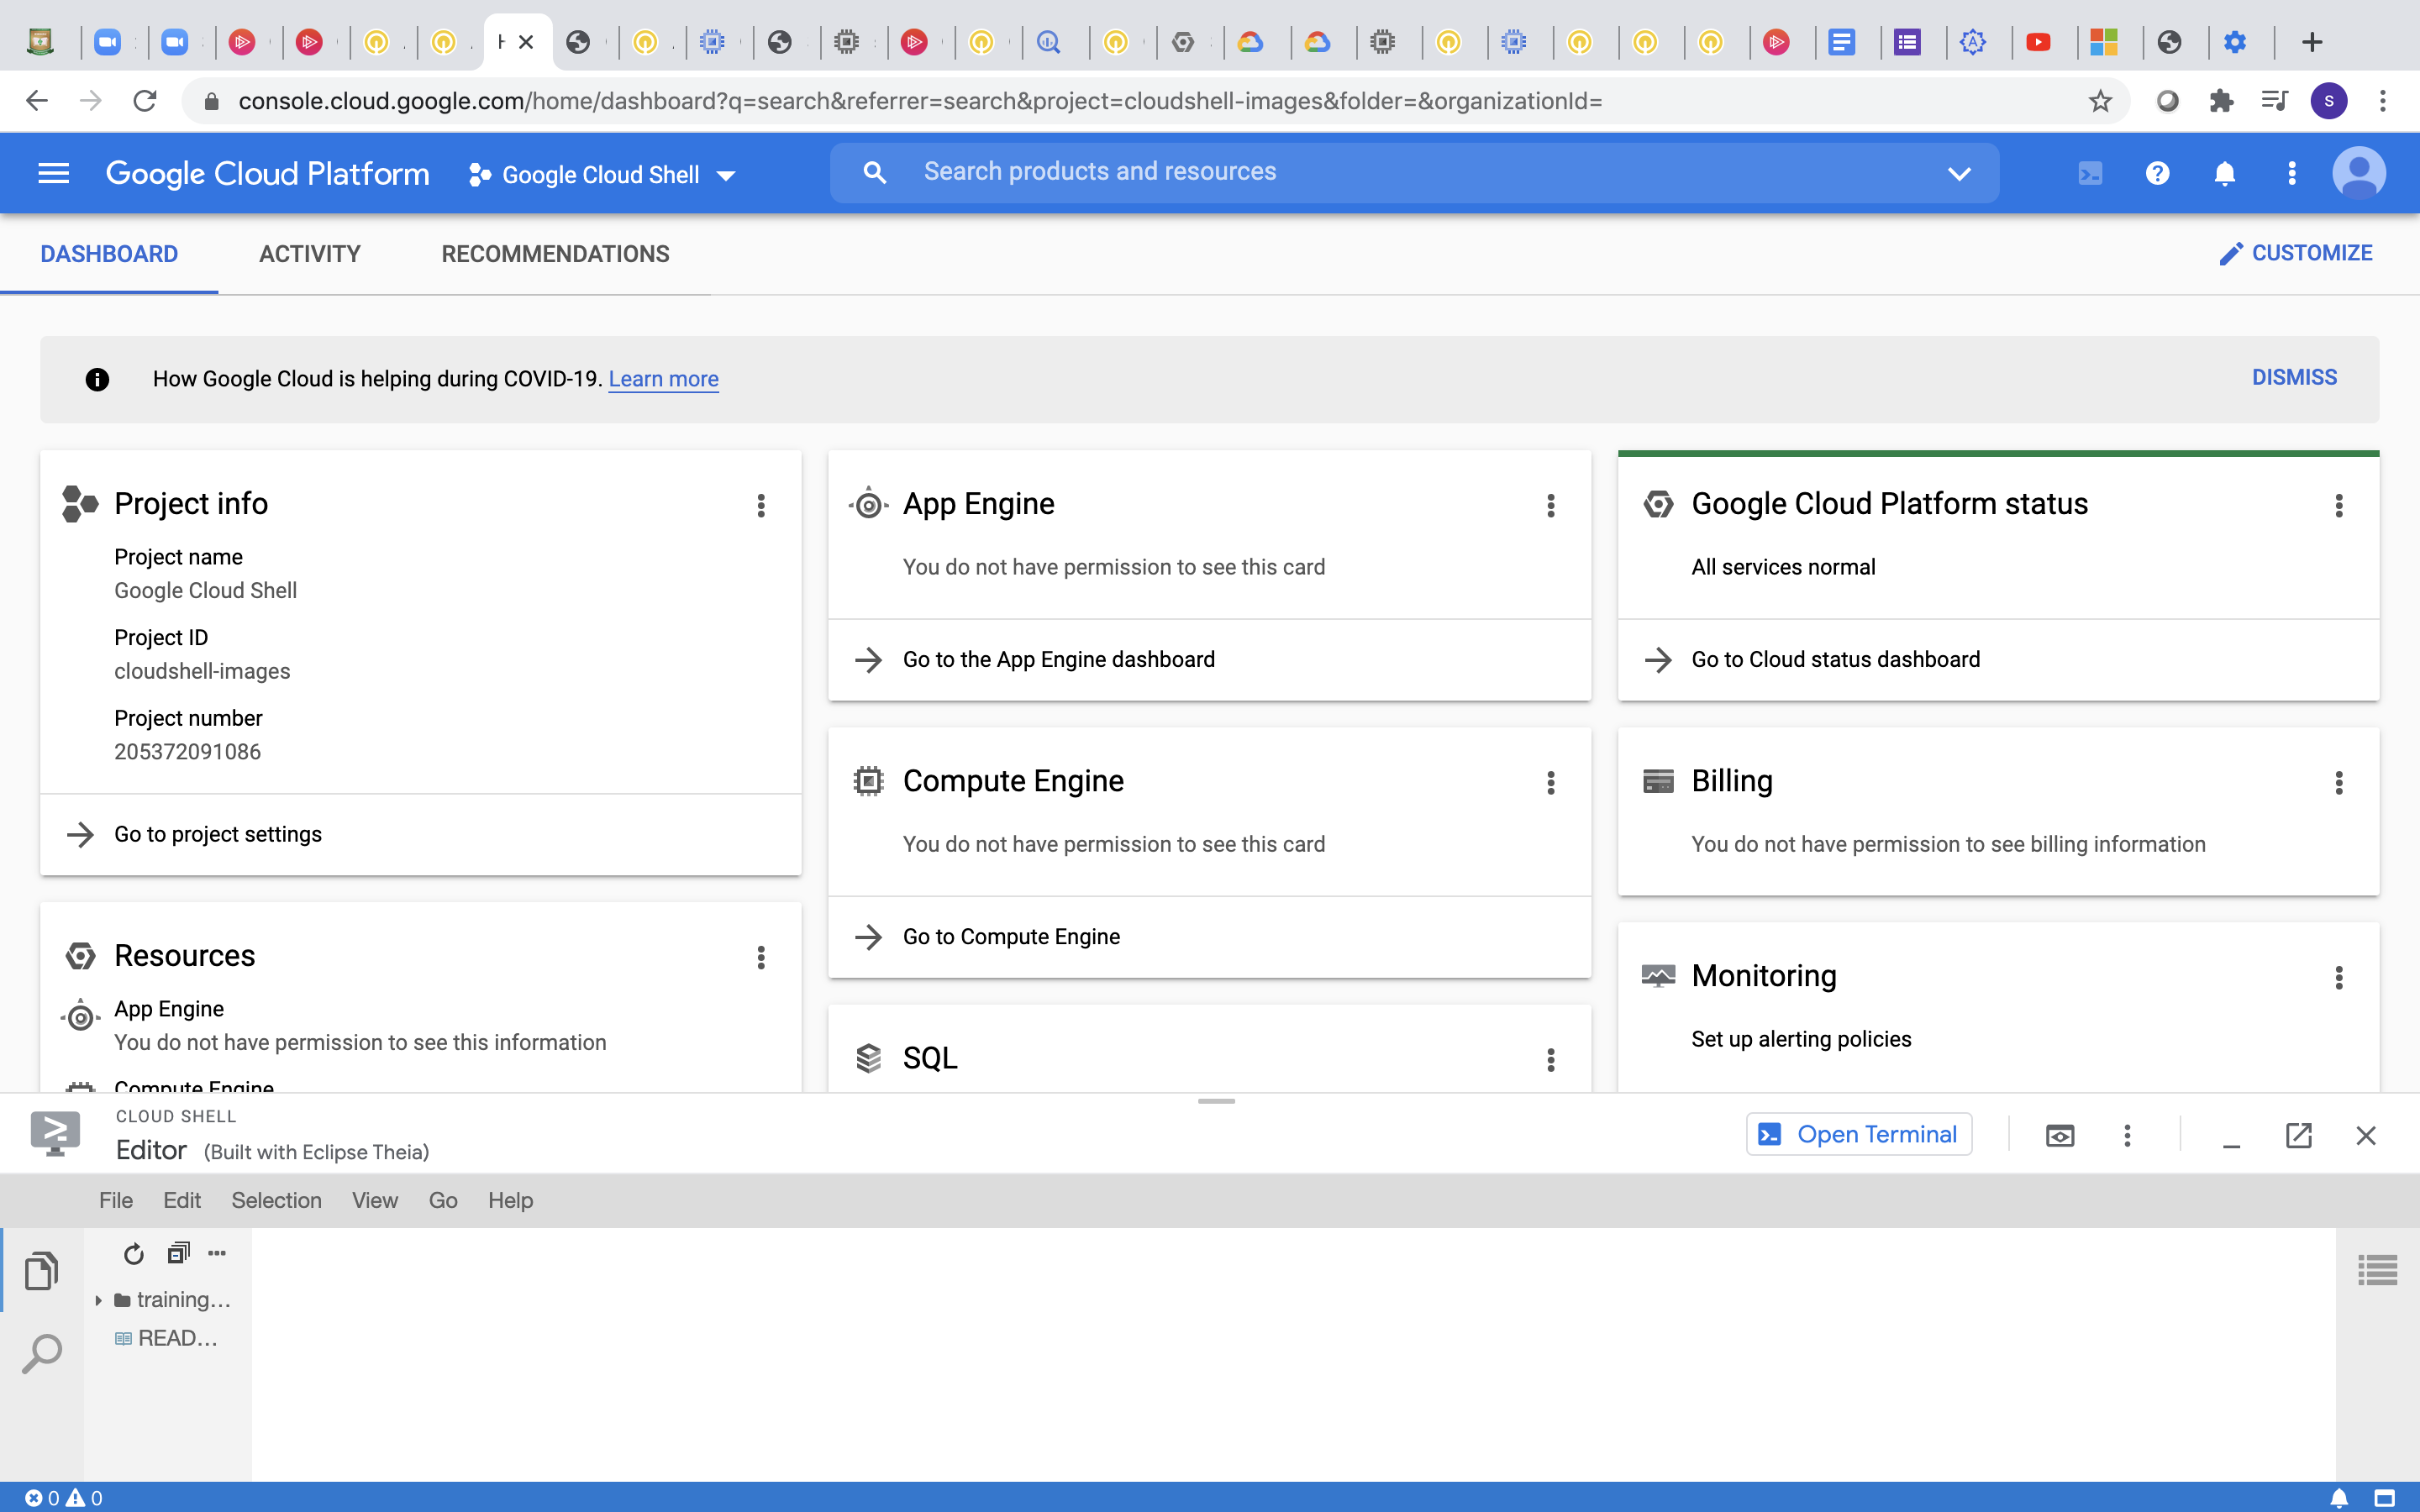 console.cloud.google.com/home/dashboard?q=search&referrer=search&project=cloudshell-images&folder=&organizationId=
S
Google Cloud Platform
Google Cloud Shell
Search products and resources
DASHBOARD
ACTIVITY
RECOMMENDATIONS
CUSTOMIZE
How Google Cloud is helping during COVID-19. Learn more
DISMISS
Project info
Project name
Google Cloud Shell
Project ID
cloudshell-images
Project number
205372091086
Go to project settings
Resources
App Engine
You do not have permission to see this information
Compute Engine
App Engine
You do not have permission to see this card
Go to the App Engine dashboard
Compute Engine
You do not have permission to see this card
Go to Compute Engine
SQL
Google Cloud Platform status
All services normal
Go to Cloud status dashboard
Billing
You do not have permission to see billing information
Monitoring
Set up alerting policies
CLOUD SHELL
Editor (Built with Eclipse Theia)
Open Terminal
File Edit Selection View Go Help
training...
READ...
0 0